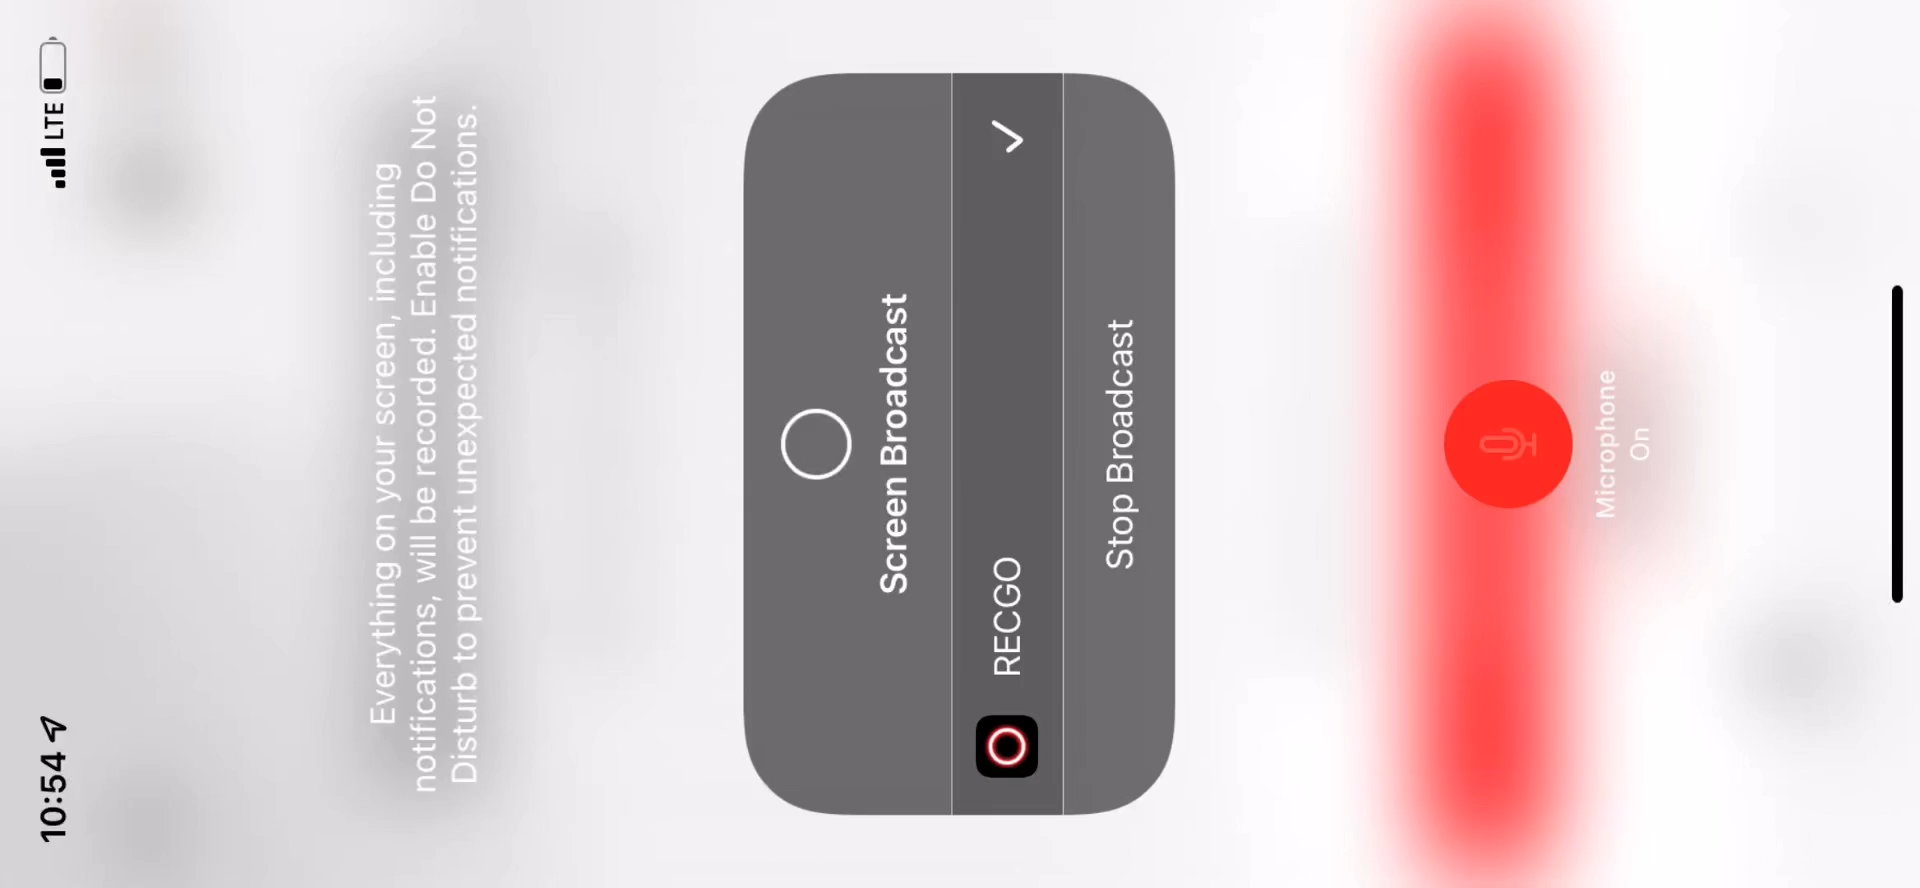 10:54
LTE
Everything on your screen, including
notifications, will be recorded. Enable Do Not
Disturb to prevent unexpected notifications.
Screen Broadcast
RECGO
Stop Broadcast
Microphone
On